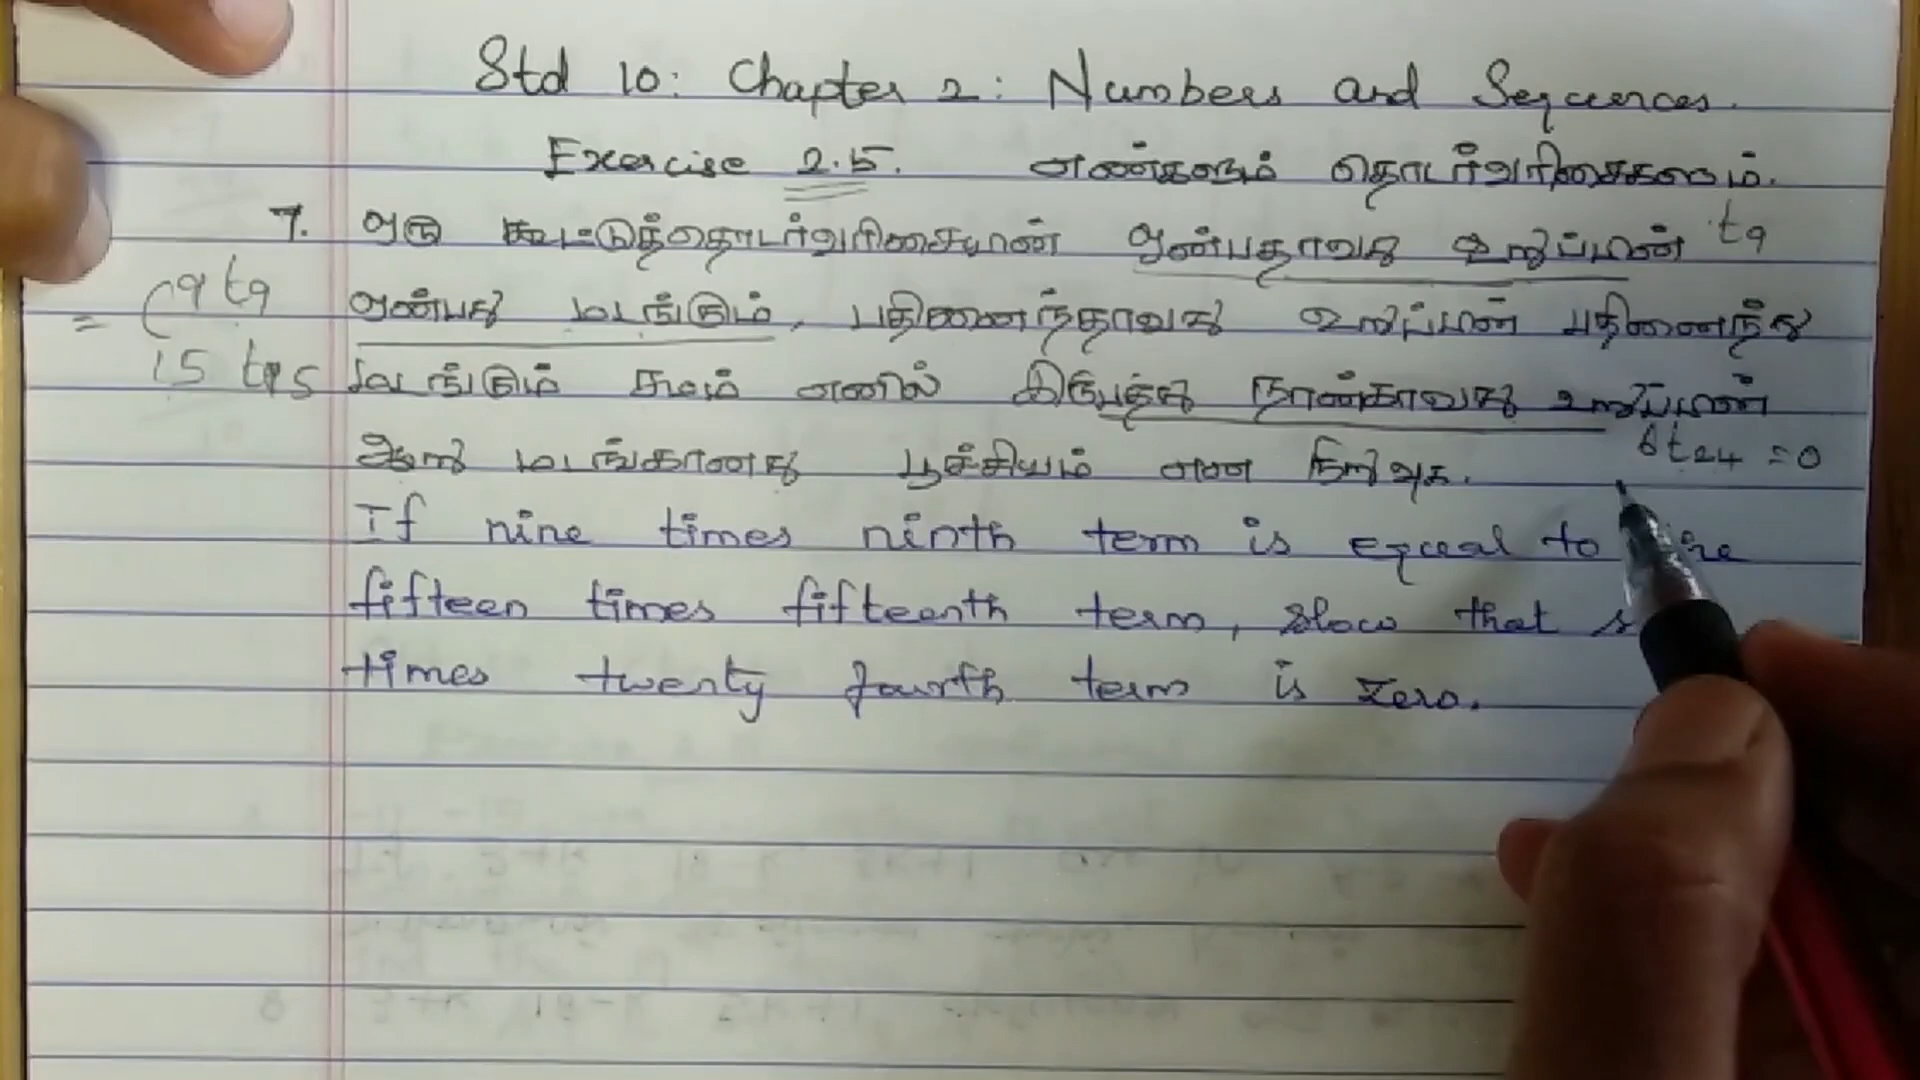 Std 10: Chapter 2: Numbers and Sequences.
Exercise 2.5. எண்களும் தொடர்வரிசைகளும்.
7. ஒரு கூட்டுத்தொடர்வரிசையின் ஒன்பதாவது உறுப்பின் t9
ஒன்பது மடங்கும், பதினைந்தாவது உறுப்பின் பதினைந்து
மடங்கும் சமம் எனில் இருபத்து நான்காவது உறுப்பின்
ஆறு மடங்கானது பூச்சியம் என நிறுவுக. 6t24 = 0
= 9t9
15 t15
If nine times ninth term is equal to
fifteen times fifteenth term, show that
times twenty fourth term is zero.